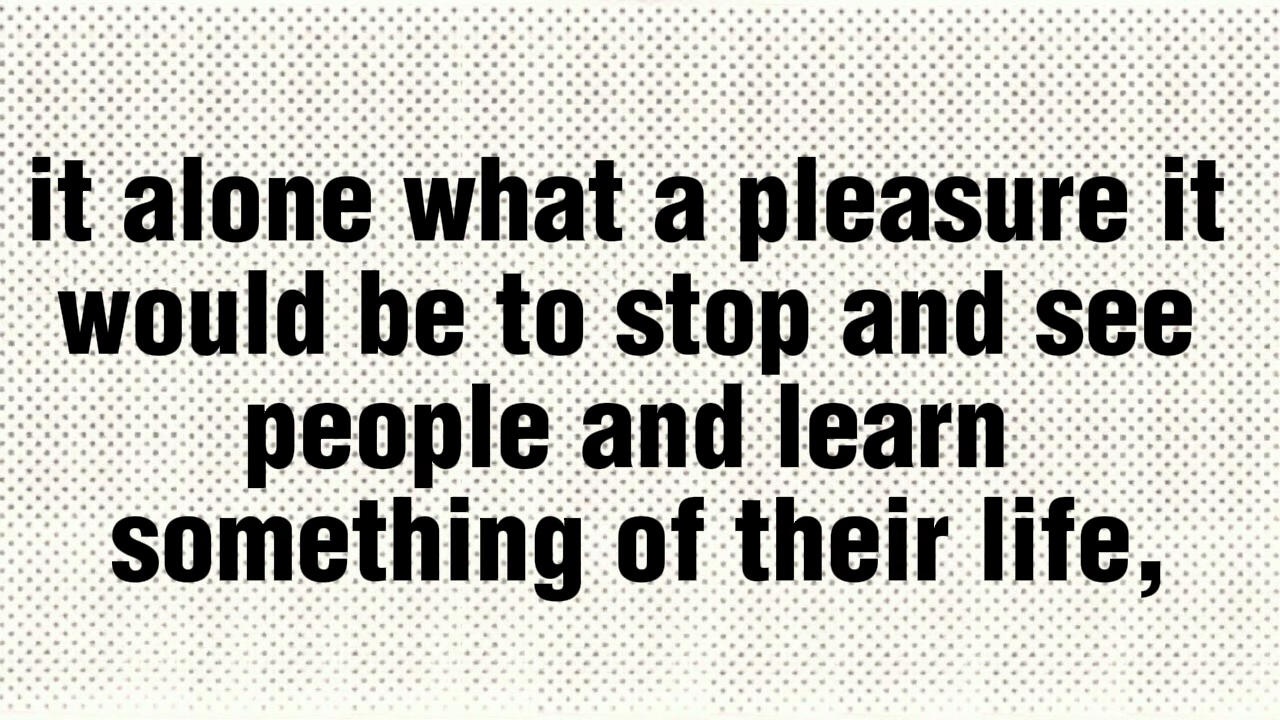 it alone what a pleasure it
would be to stop and see
people and learn
something of their life,